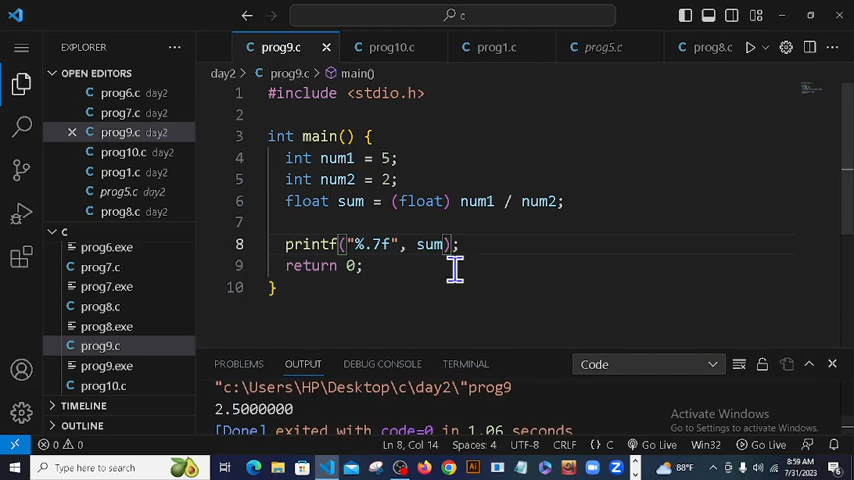 c
EXPLORER
prog9.c
prog10.c
prog1.c
prog5.c
prog8.c
OPEN EDITORS
prog6.c day2
prog7.c day2
prog9.c day2
prog10.c day2
prog1.c day2
prog5.c day2
prog8.c day2
C
prog6.exe
prog7.c
prog7.exe
prog8.c
prog8.exe
prog9.c
prog9.exe
prog10.c
TIMELINE
OUTLINE
day2 > prog9.c > main()
1 #include <stdio.h>
2
3 int main() {
4 int num1 = 5;
5 int num2 = 2;
6 float sum = (float) num1 / num2;
7
8 printf("%.7f", sum);
9 return 0;
10 }
PROBLEMS OUTPUT DEBUG CONSOLE TERMINAL Code
"c:\Users\HP\Desktop\c\day2\"prog9
2.5000000
[Done] exited with code=0 in 1.06 seconds
Activate Windows
Go to Settings to activate Windows.
0 0 Ln 8, Col 14 Spaces: 4 UTF-8 CRLF {} C Go Live Win32 Go Live
Type here to search 88°F 8:59 AM
7/31/2023